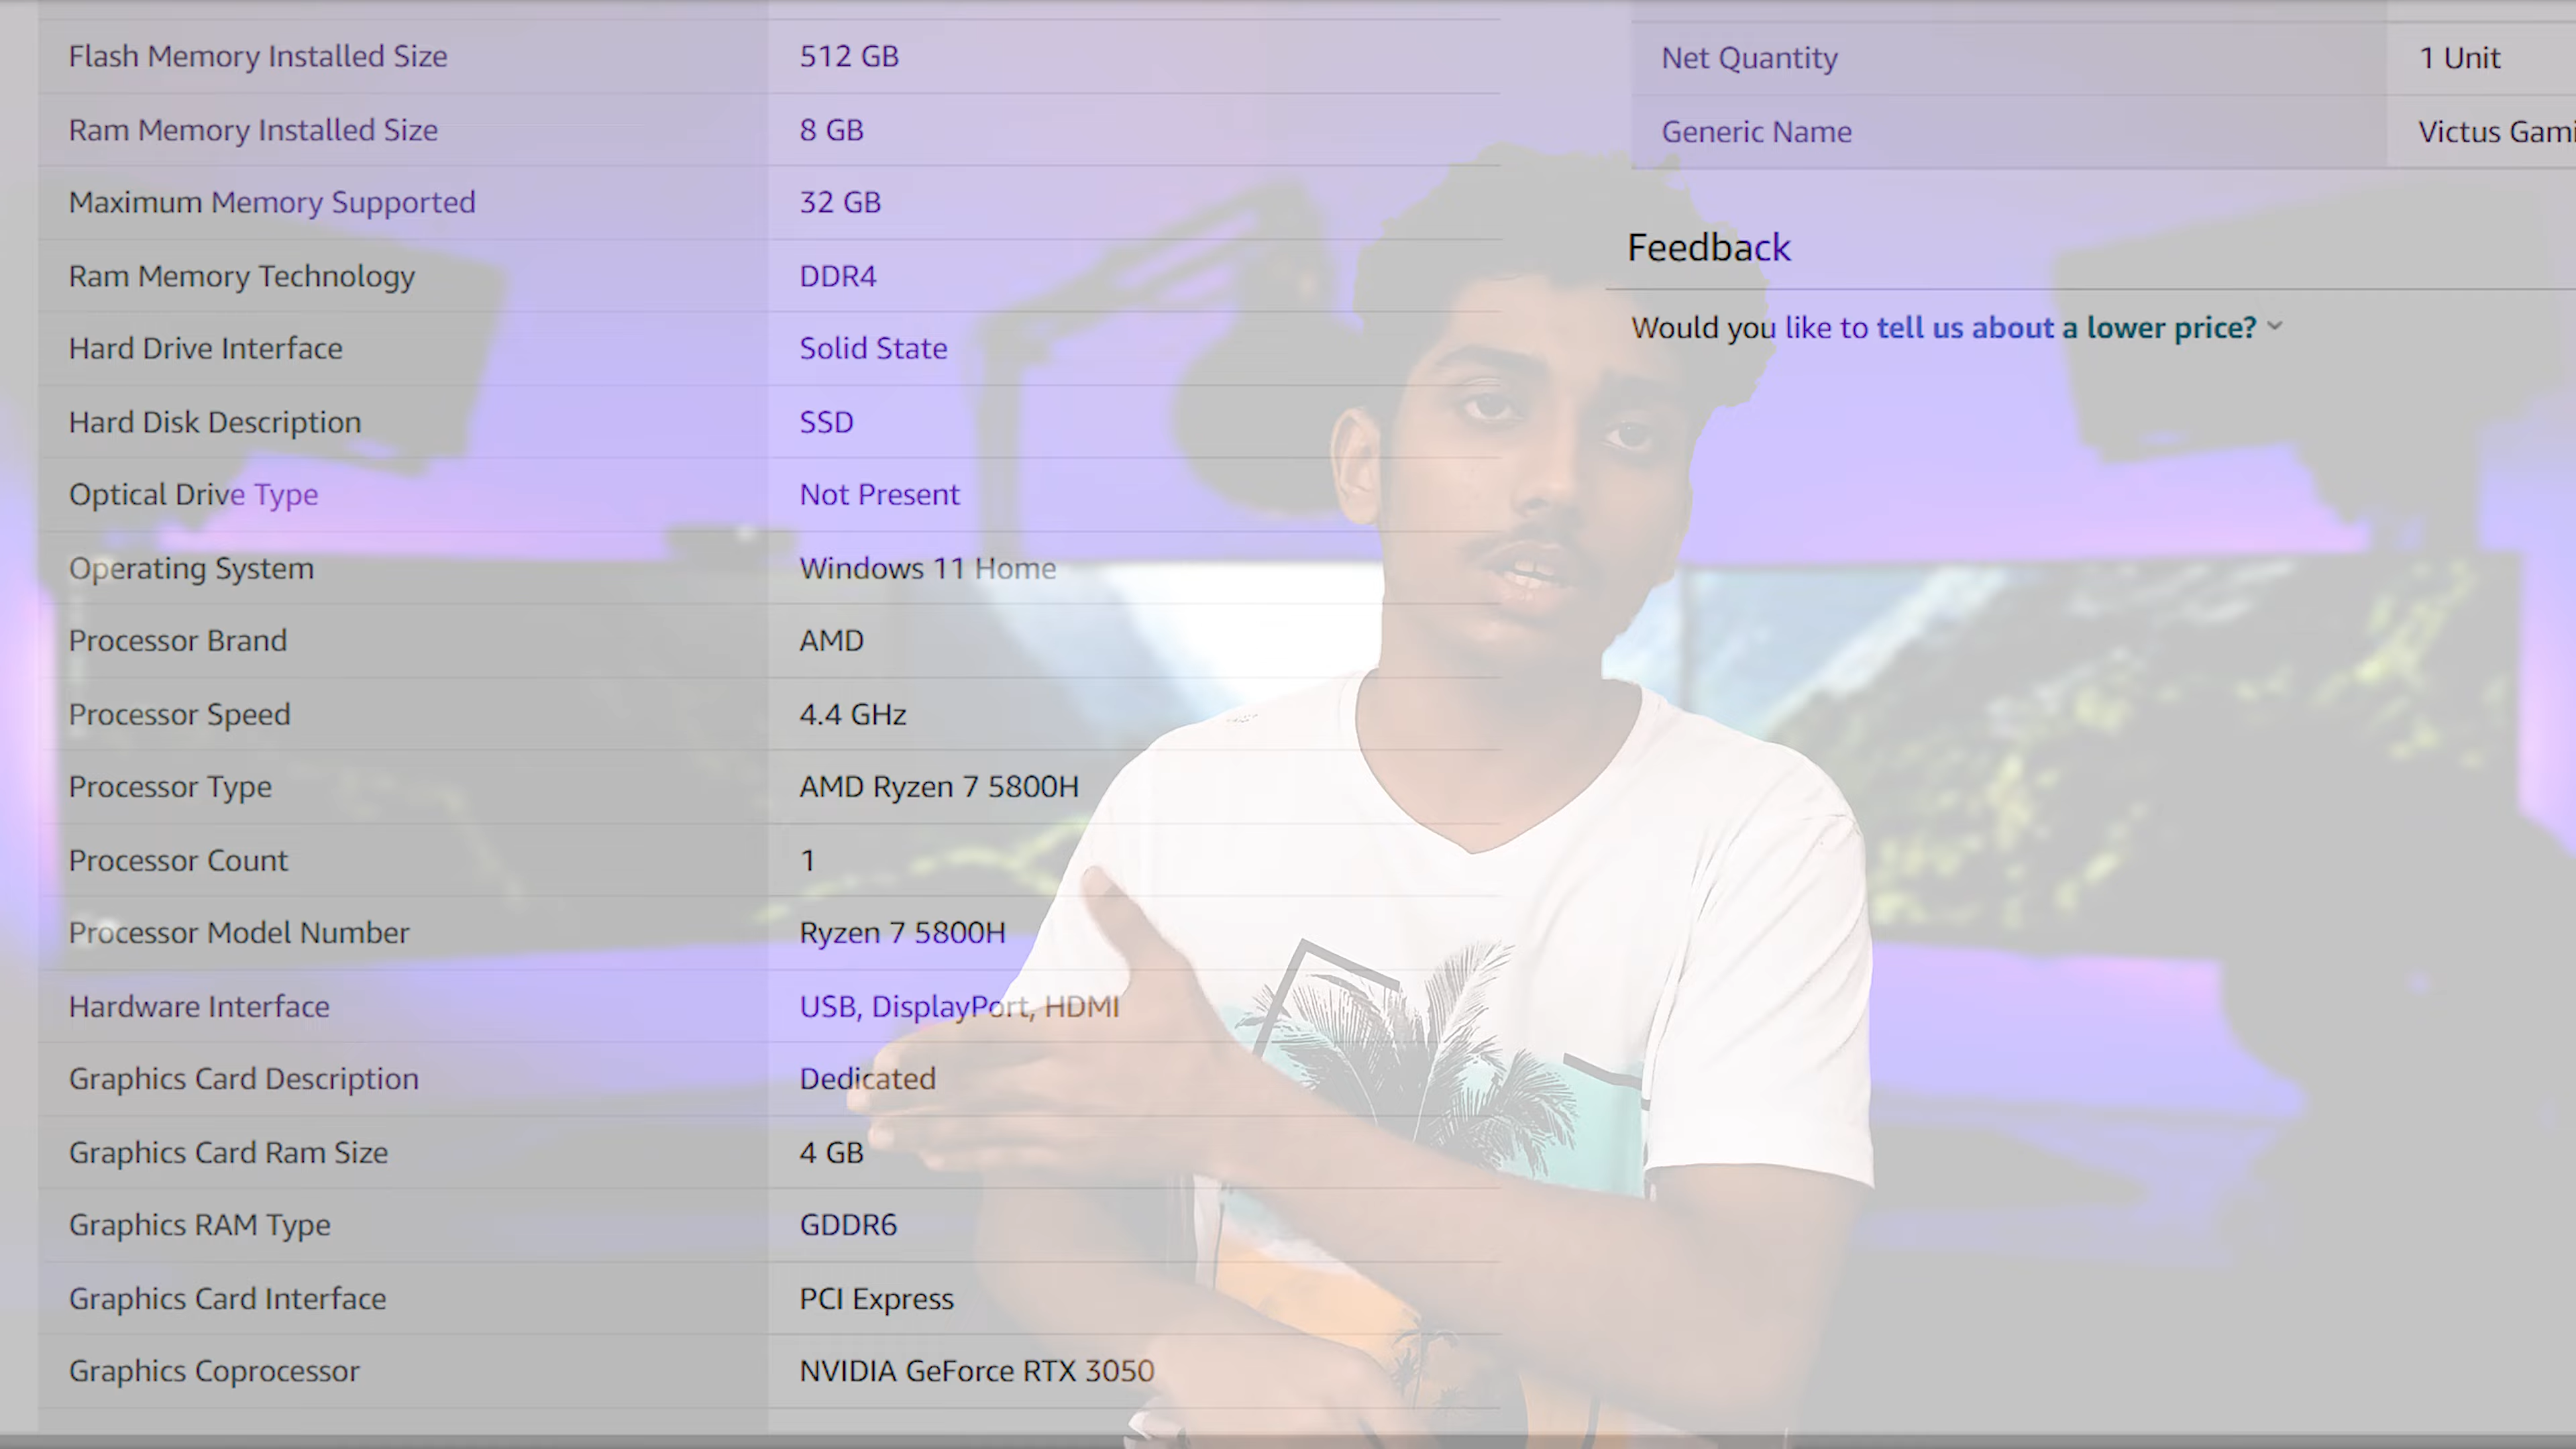 Flash Memory Installed Size 512 GB
Ram Memory Installed Size 8 GB
Maximum Memory Supported 32 GB
Ram Memory Technology DDR4
Hard Drive Interface Solid State
Hard Disk Description SSD
Optical Drive Type Not Present
Operating System Windows 11 Home
Processor Brand AMD
Processor Speed 4.4 GHz
Processor Type AMD Ryzen 7 5800H
Processor Count 1
Processor Model Number Ryzen 7 5800H
Hardware Interface USB, DisplayPort, HDMI
Graphics Card Description Dedicated
Graphics Card Ram Size 4 GB
Graphics RAM Type GDDR6
Graphics Card Interface PCI Express
Graphics Coprocessor NVIDIA GeForce RTX 3050
Net Quantity 1 Unit
Generic Name Victus Gami
Feedback
Would you like to tell us about a lower price?